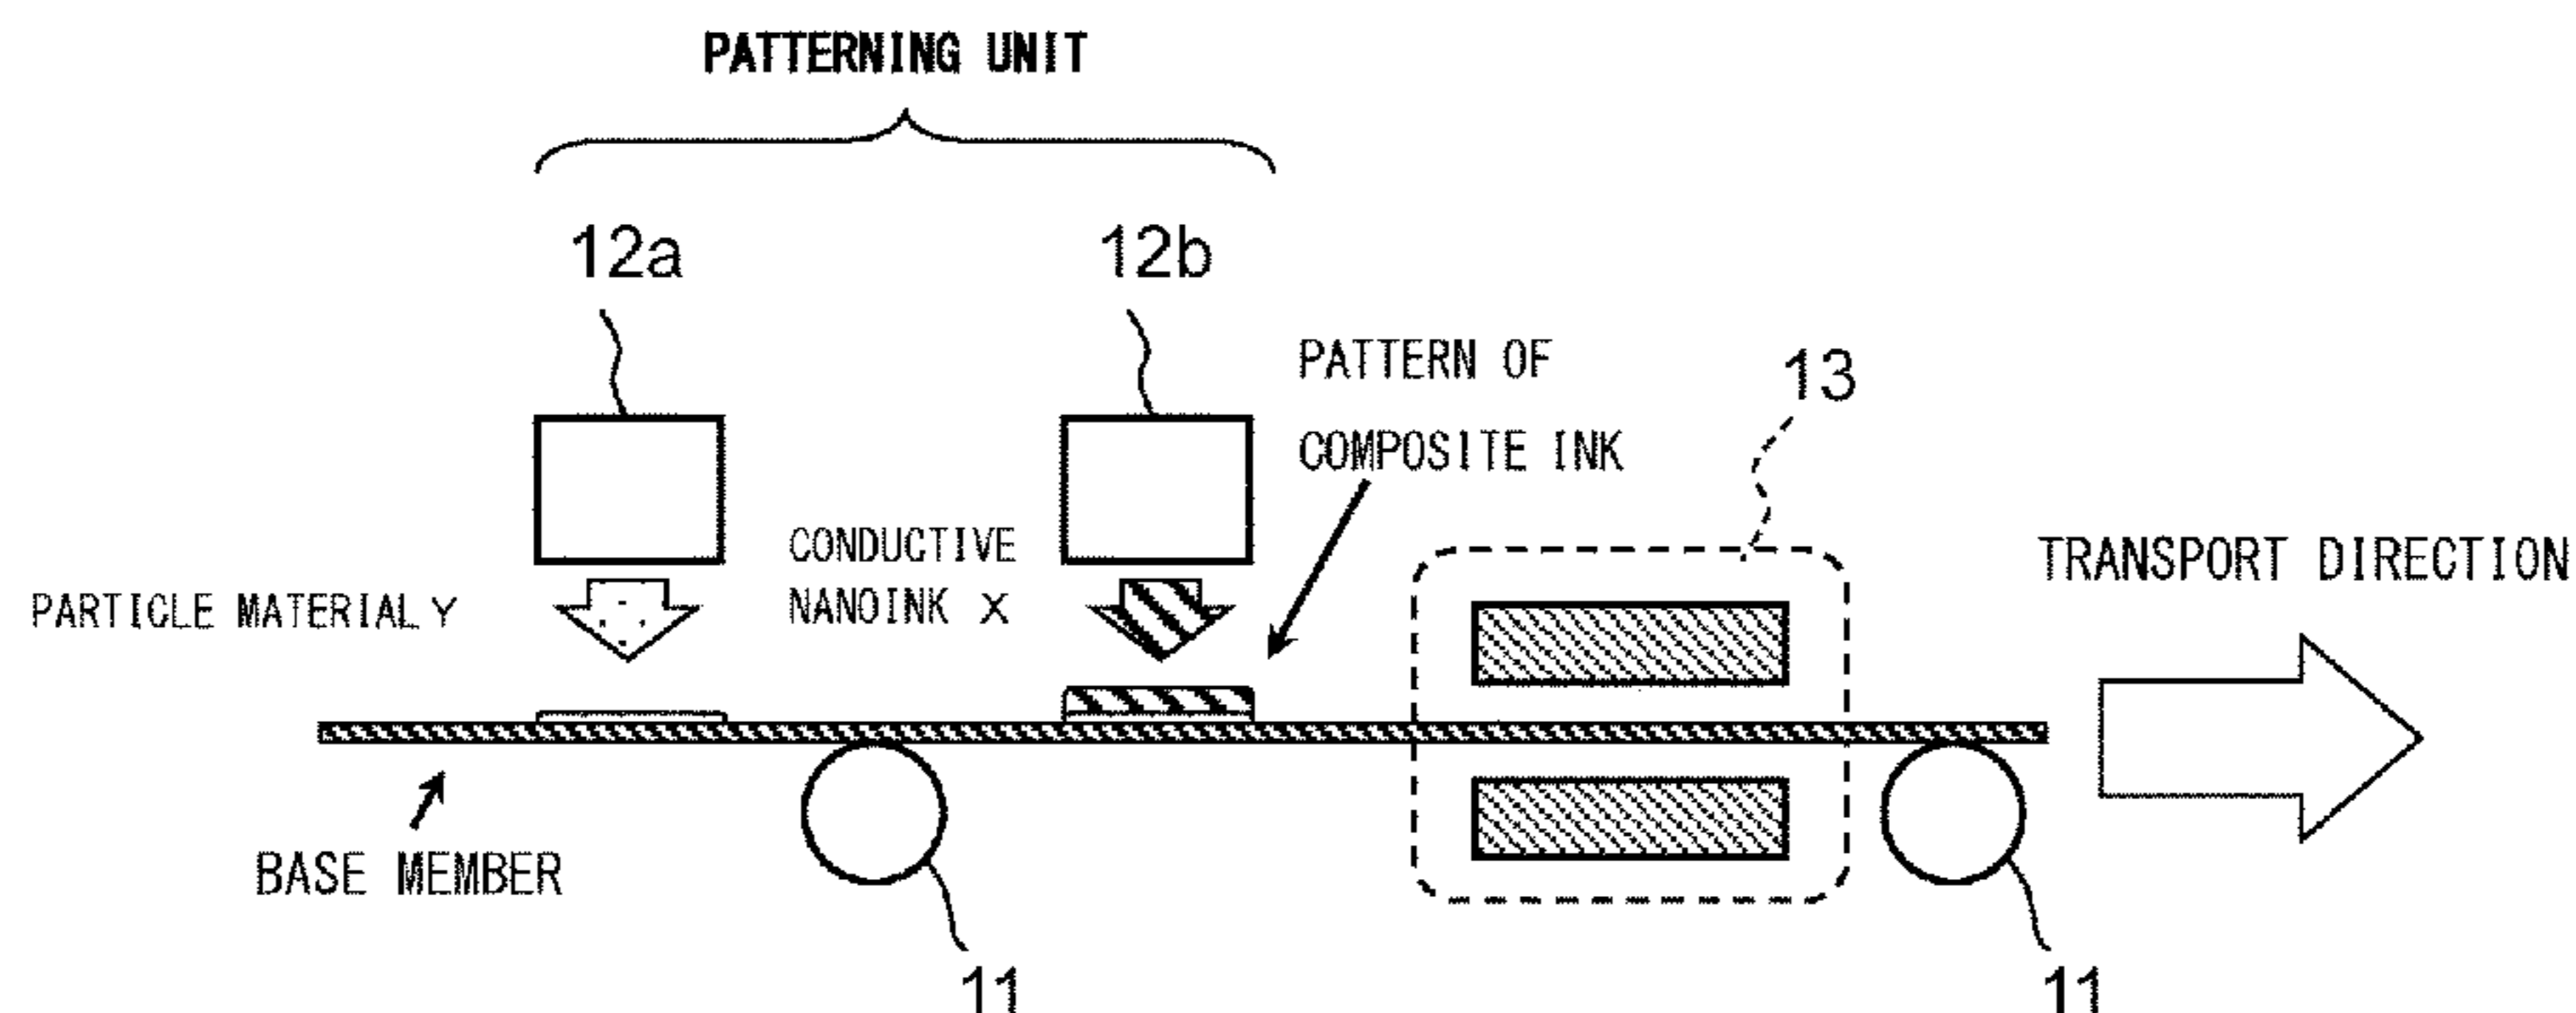 PATTERNING UNIT
12a
12b
PATTERN OF
COMPOSITE INK
13
CONDUCTIVE
NANOINK X
PARTICLE MATERIAL Y
TRANSPORT DIRECTION
BASE MEMBER
11
11